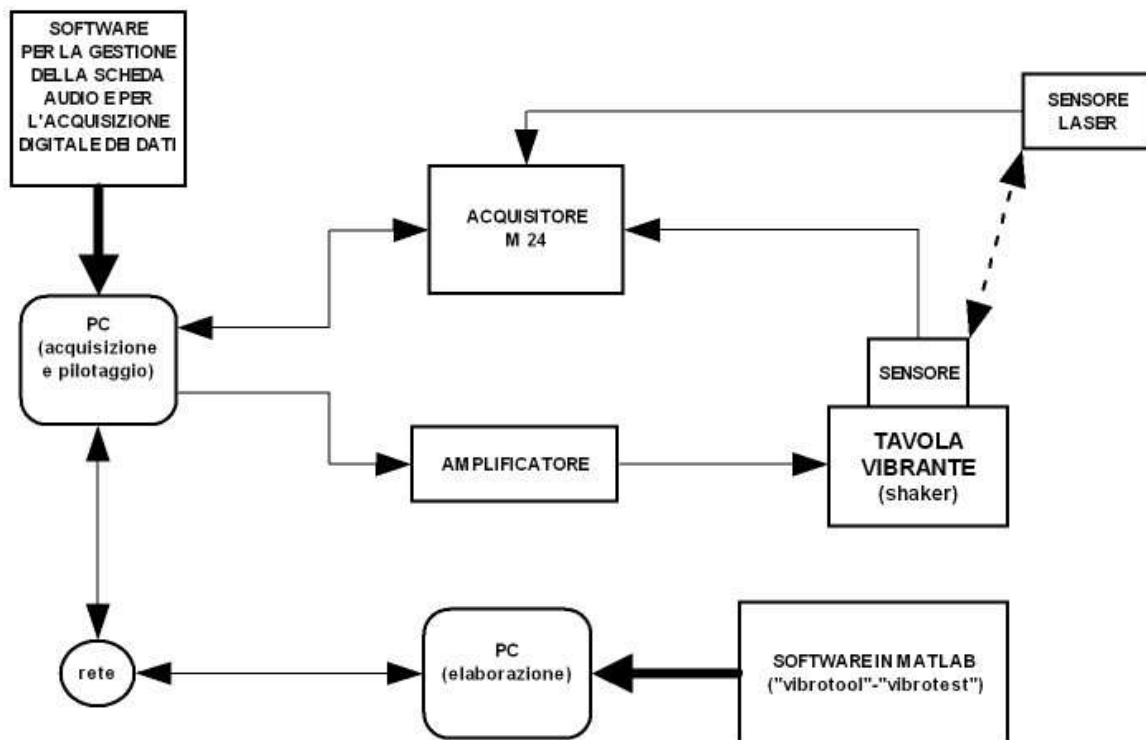 SOFTWARE
PER LA GESTIONE
DELLA SCHEDA
AUDIO E PER
L'ACQUISIZIONE
DIGITALE DEI DATI
SENSORE
LASER
ACQUISITORE
M 24
PC
(acquisizione
e pilotaggio)
SENSORE
AMPLIFICATORE
TAVOLA
VIBRANTE
(shaker)
rete
PC
(elaborazione)
SOFTWARE IN MATLAB
("vibrotool"-"vibrotest")